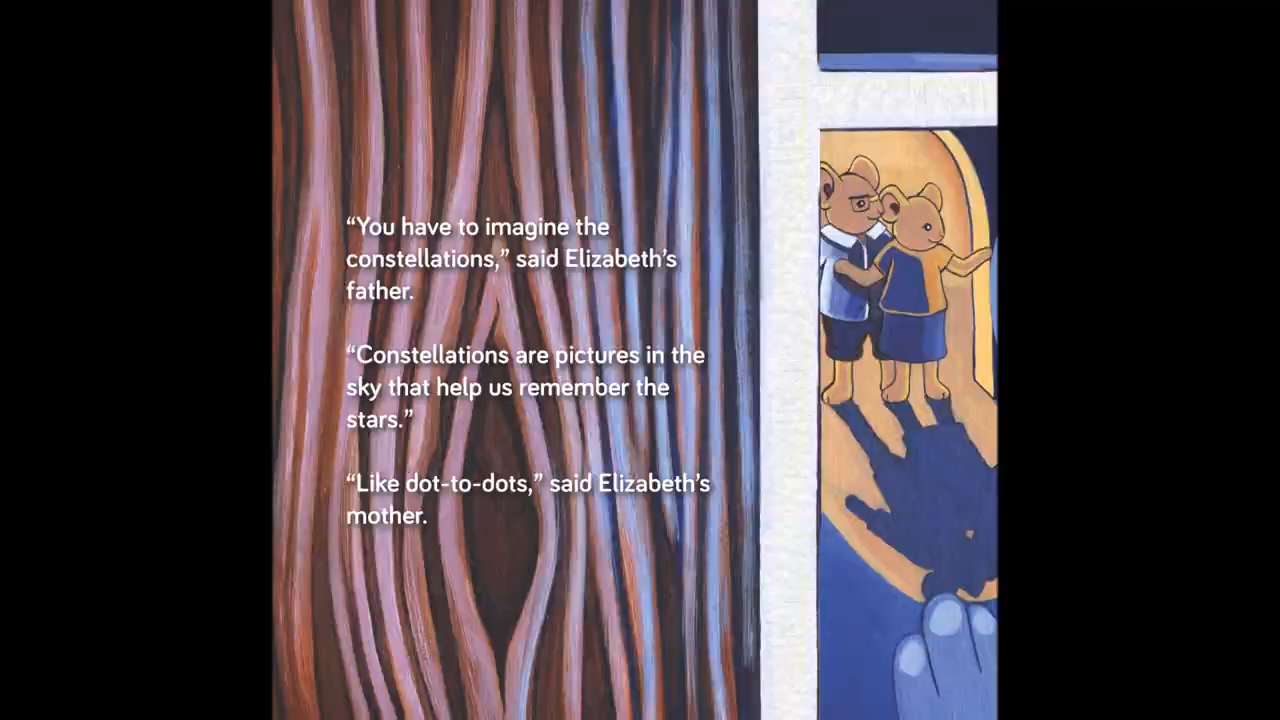 “You have to imagine the
constellations,” said Elizabeth’s
father.
“Constellations are pictures in the
sky that help us remember the
stars.”
“Like dot-to-dots,” said Elizabeth’s
mother.